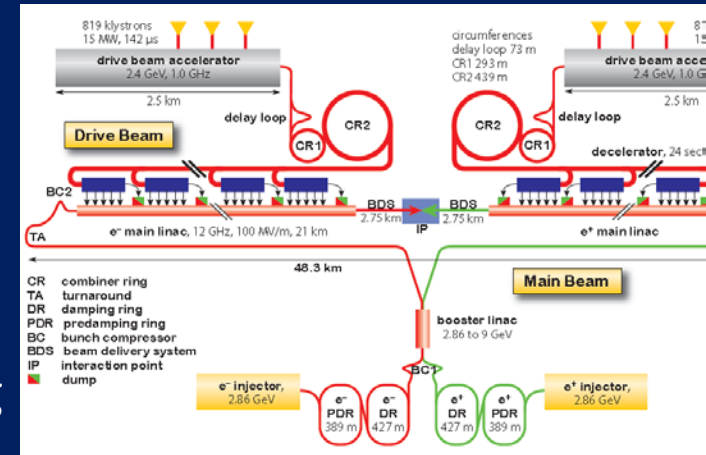 819 klystrons
15 MW, 142 µs
drive beam accelerator
2.4 GeV, 1.0 GHz
2.5 km
delay loop
CR2
CR1
Drive Beam
circumferences
delay loop 73 m
CR1 293 m
CR2 439 m
drive beam acce
2.4 GeV, 1.0 G
2.5 km
CR2
CR1
delay loop
decelerator, 24 sect
BC2
TA
BDS
2.75 km
IP
BDS
2.75 km
e⁻ main linac, 12 GHz, 100 MV/m, 21 km
e⁺ main linac
48.3 km
Main Beam
CR combiner ring
TA turnaround
DR damping ring
PDR predamping ring
BC bunch compressor
BDS beam delivery system
IP interaction point
dump
booster linac
2.86 to 9 GeV
BC1
e⁻ injector,
2.86 GeV
e⁻
PDR
389 m
e⁻
DR
427 m
e⁺
DR
427 m
e⁺
PDR
389 m
e⁺ injector,
2.86 GeV